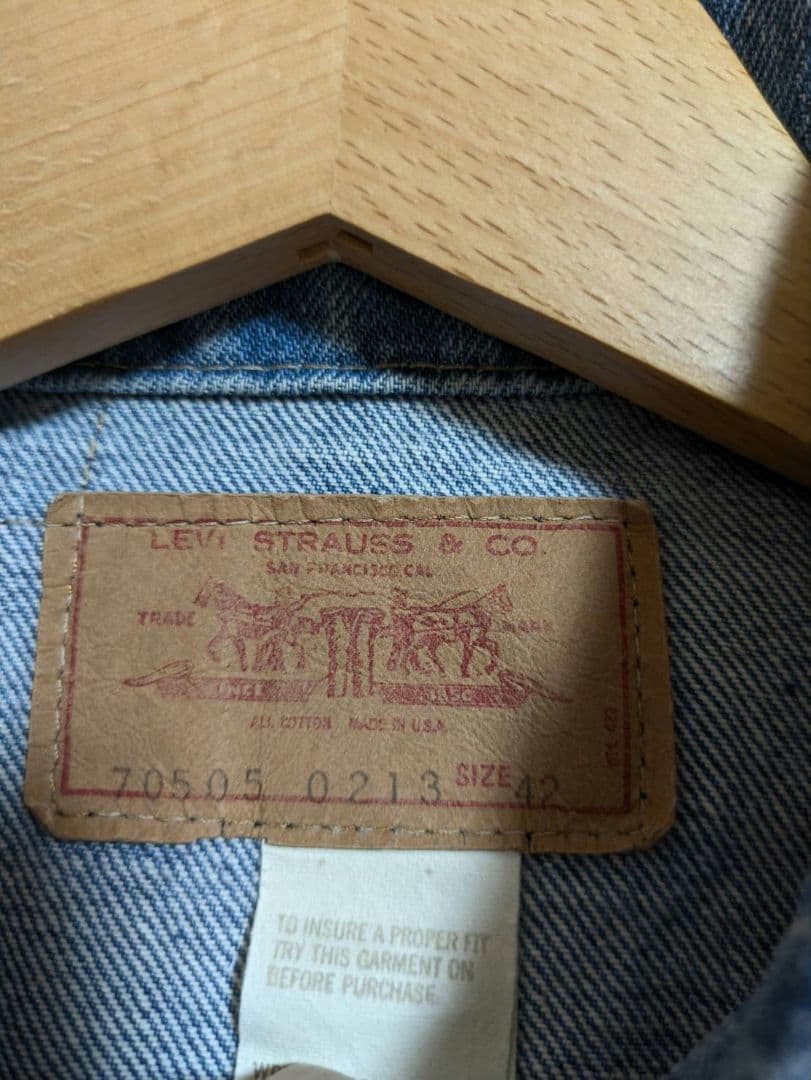 LEVI STRAUSS & CO.
SAN FRANCISCO, CAL
TRADE MARK
SINCE
ALL COTTON MADE IN U.S.A.
70505 0213 SIZE 42
TO INSURE A PROPER FIT
TRY THIS GARMENT ON
BEFORE PURCHASE.